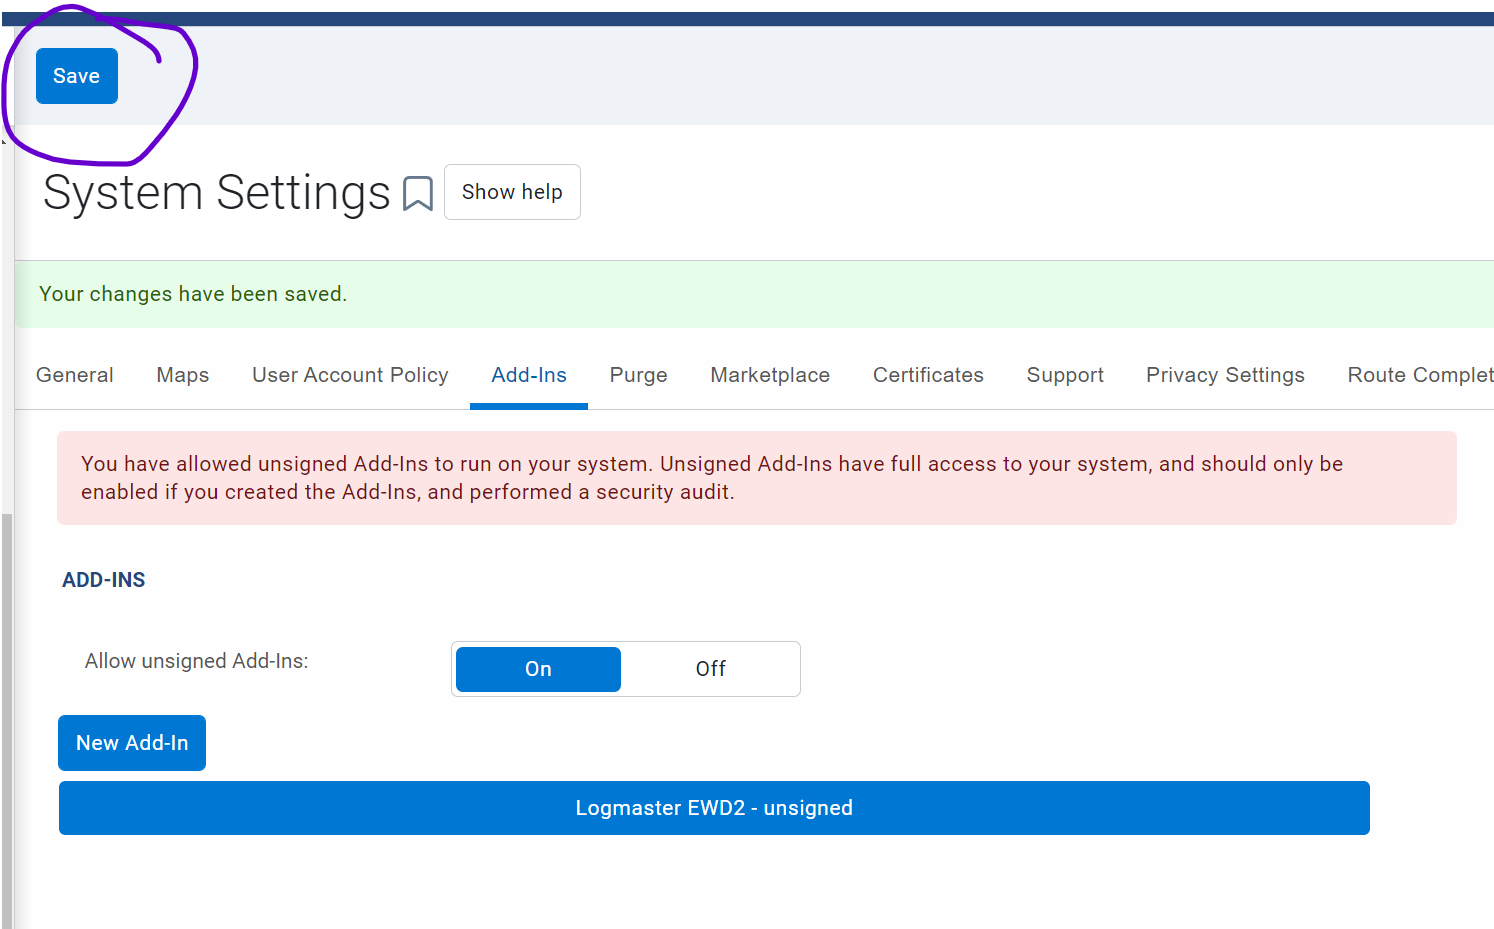 Save
System Settings
Show help
Your changes have been saved.
General Maps User Account Policy Add-Ins Purge Marketplace Certificates Support Privacy Settings Route Complet
You have allowed unsigned Add-Ins to run on your system. Unsigned Add-Ins have full access to your system, and should only be
enabled if you created the Add-Ins, and performed a security audit.
ADD-INS
Allow unsigned Add-Ins: On Off
New Add-In
Logmaster EWD2 - unsigned